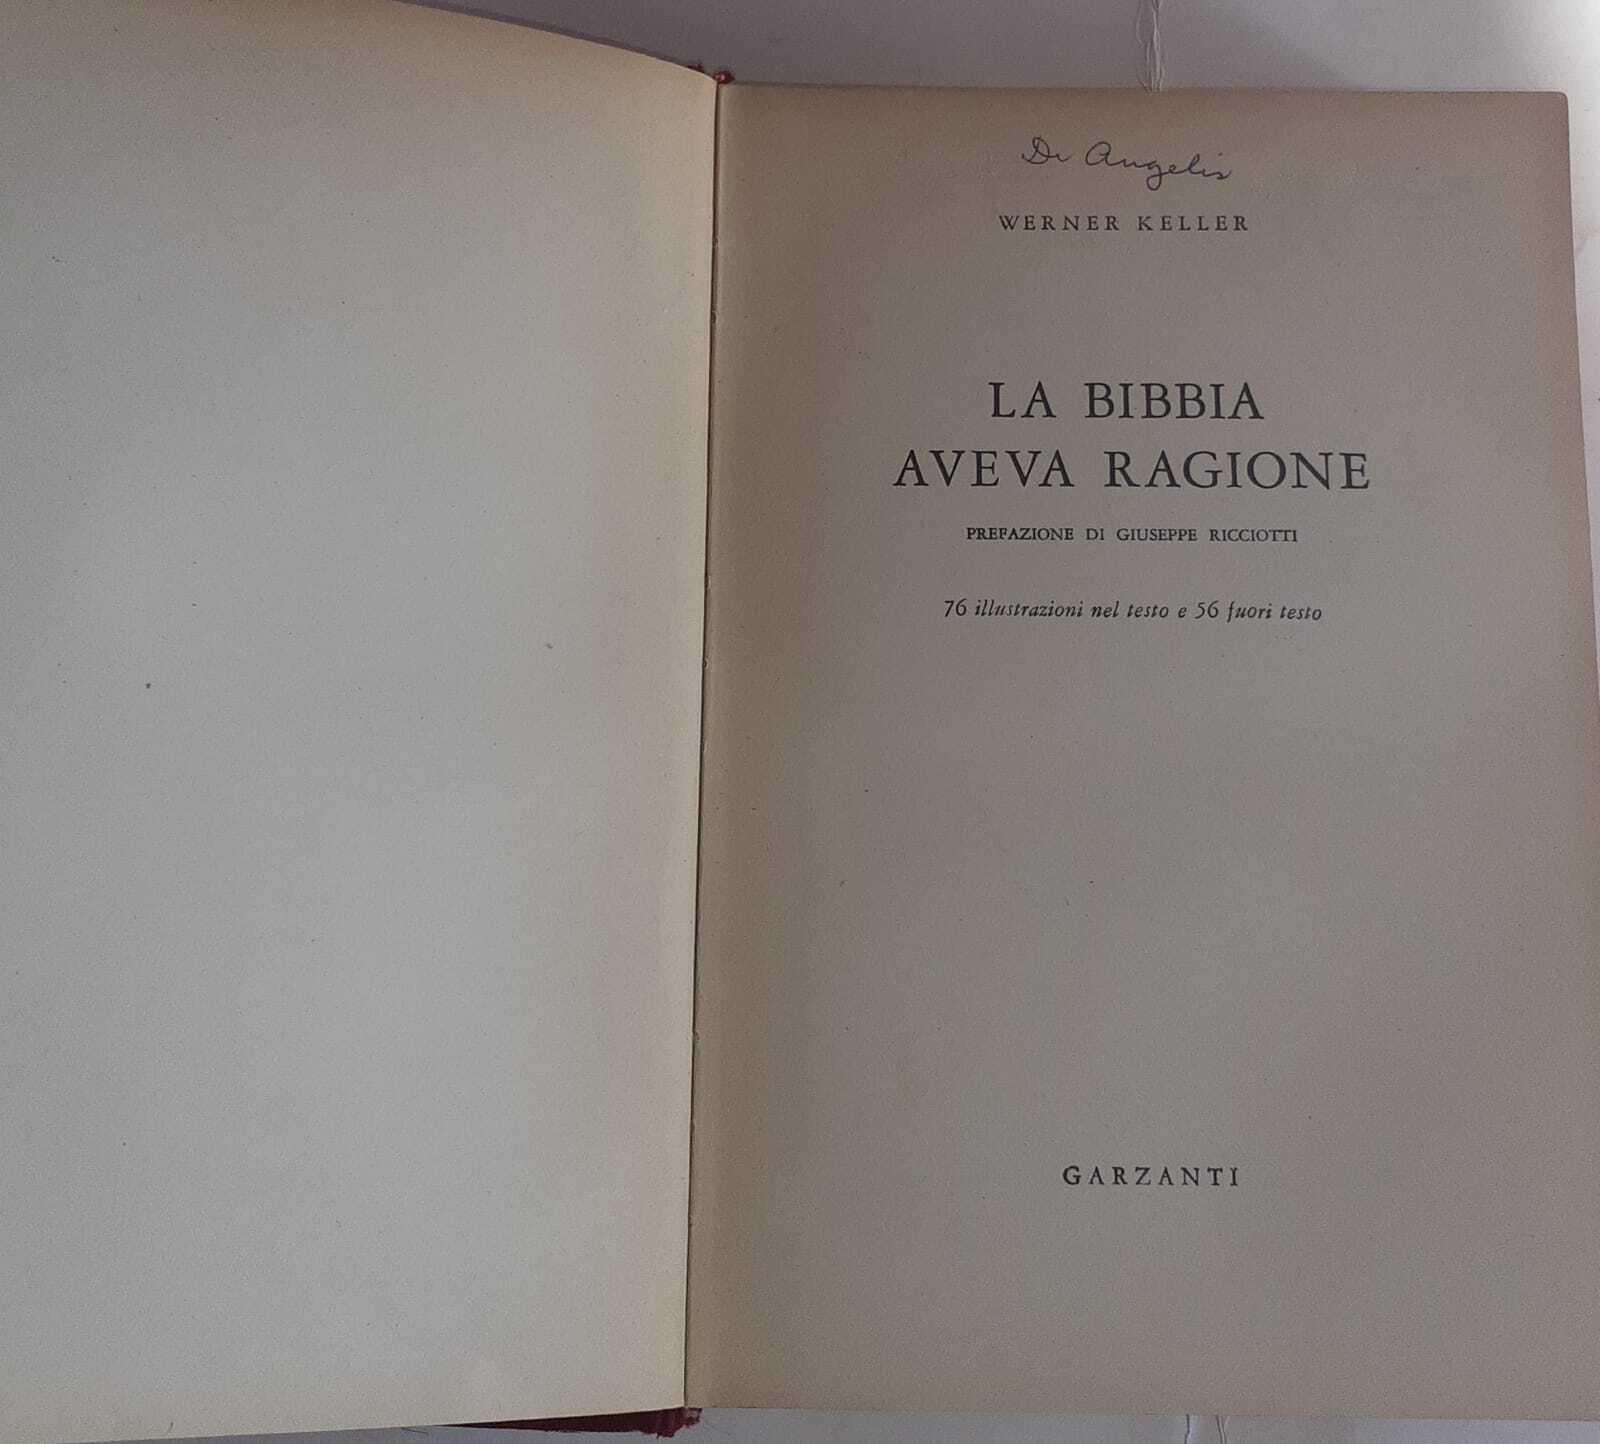 De Angelis
WERNER KELLER
LA BIBBIA
AVEVA RAGIONE
PREFAZIONE DI GIUSEPPE RICCIOTTI
76 illustrazioni nel testo e 56 fuori testo
GARZANTI